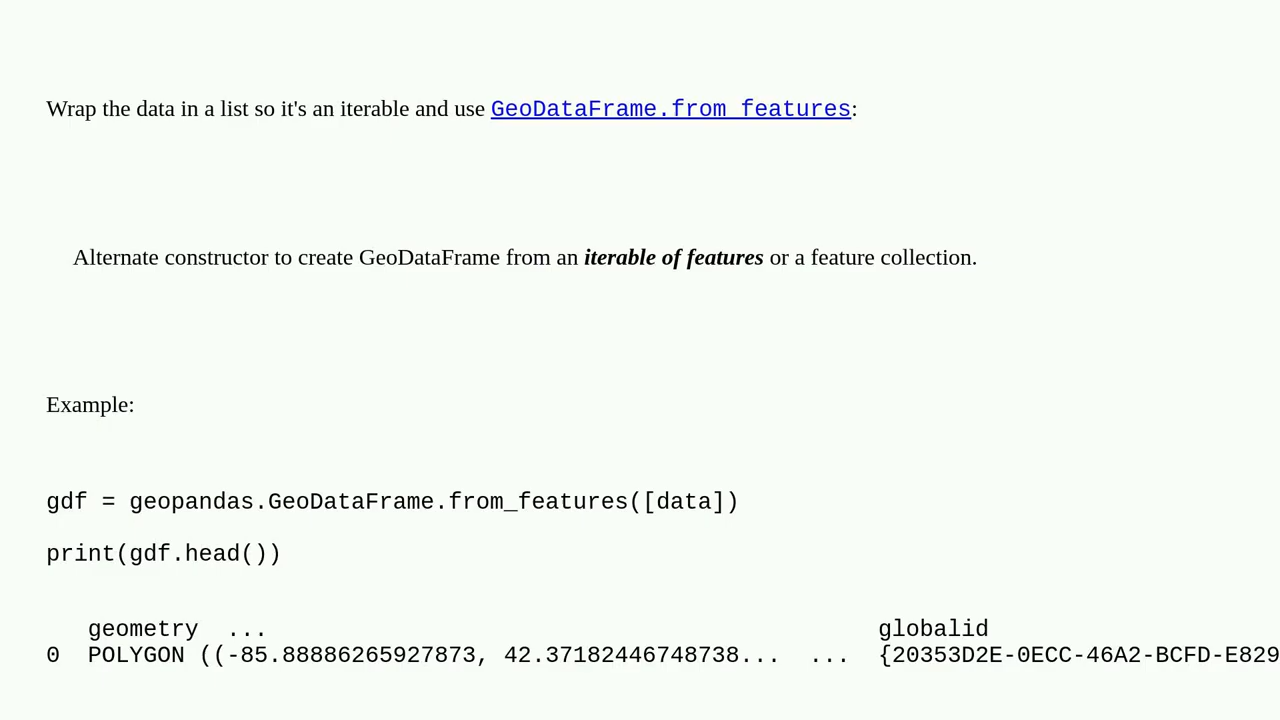 Wrap the data in a list so it's an iterable and use GeoDataFrame.from_features:
Alternate constructor to create GeoDataFrame from an iterable of features or a feature collection.
Example:
gdf = geopandas.GeoDataFrame.from_features([data])
print(gdf.head())
geometry  ...                                            globalid
0  POLYGON ((-85.88886265927873, 42.37182446748738...  ...  {20353D2E-0ECC-46A2-BCFD-E829